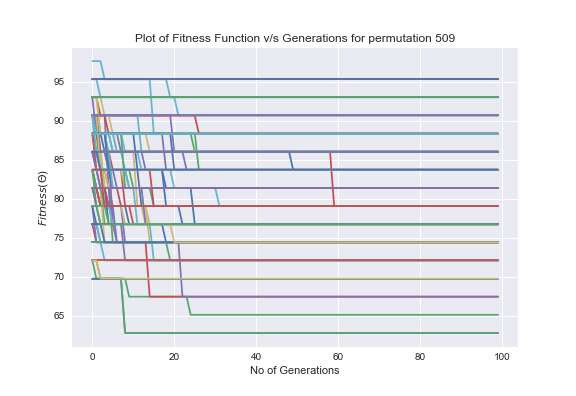 Plot of Fitness Function v/s Generations for permutation 509
Fitness(Θ)
95
90
85
80
75
70
65
0 20 40 60 80 100
No of Generations